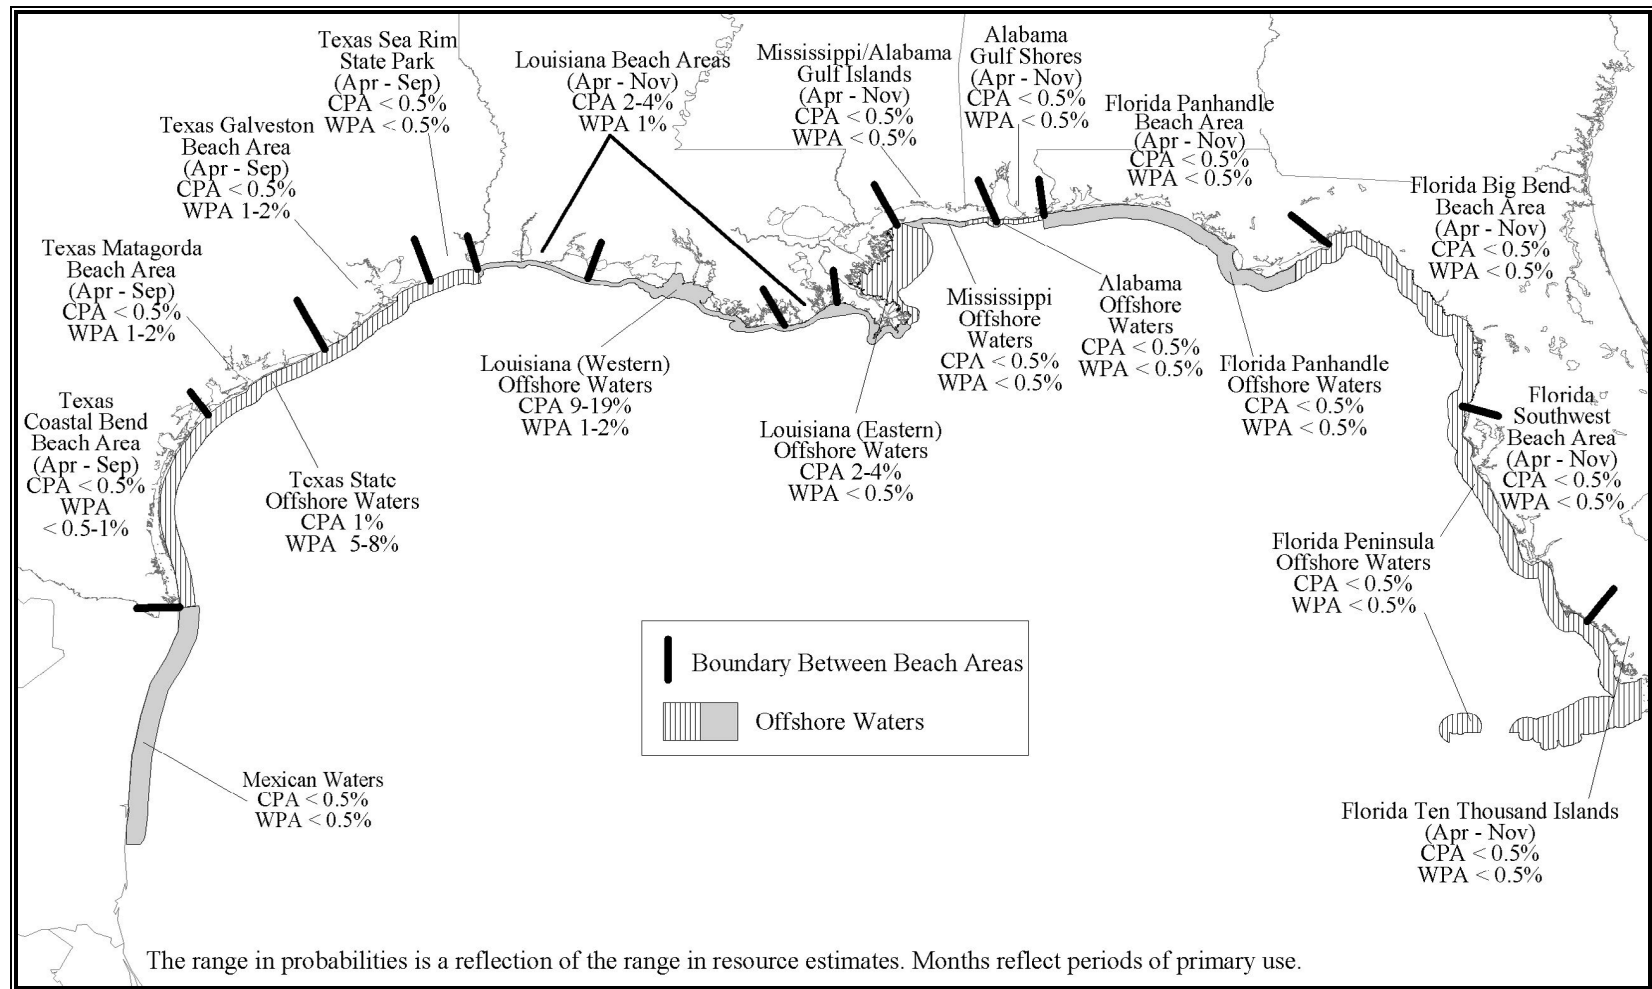 Texas Sea Rim
State Park
(Apr - Sep)
CPA < 0.5%
WPA < 0.5%
Louisiana Beach Areas
(Apr - Nov)
CPA 2-4%
WPA 1%
Mississippi/Alabama
Gulf Islands
(Apr - Nov)
CPA < 0.5%
WPA < 0.5%
Alabama
Gulf Shores
(Apr - Nov)
CPA < 0.5%
WPA < 0.5%
Florida Panhandle
Beach Area
(Apr - Nov)
CPA < 0.5%
WPA < 0.5%
Florida Big Bend
Beach Area
(Apr - Nov)
CPA < 0.5%
WPA < 0.5%
Texas Galveston
Beach Area
(Apr - Sep)
CPA < 0.5%
WPA 1-2%
Texas Matagorda
Beach Area
(Apr - Sep)
CPA < 0.5%
WPA 1-2%
Texas
Coastal Bend
Beach Area
(Apr - Sep)
CPA < 0.5%
WPA
< 0.5-1%
Texas State
Offshore Waters
CPA 1%
WPA 5-8%
Louisiana (Western)
Offshore Waters
CPA 9-19%
WPA 1-2%
Louisiana (Eastern)
Offshore Waters
CPA 2-4%
WPA < 0.5%
Mississippi
Offshore
Waters
CPA < 0.5%
WPA < 0.5%
Alabama
Offshore
Waters
CPA < 0.5%
WPA < 0.5%
Florida Panhandle
Offshore Waters
CPA < 0.5%
WPA < 0.5%
Florida
Southwest
Beach Area
(Apr - Nov)
CPA < 0.5%
WPA < 0.5%
Florida Peninsula
Offshore Waters
CPA < 0.5%
WPA < 0.5%
Boundary Between Beach Areas
Offshore Waters
Mexican Waters
CPA < 0.5%
WPA < 0.5%
Florida Ten Thousand Islands
(Apr - Nov)
CPA < 0.5%
WPA < 0.5%
The range in probabilities is a reflection of the range in resource estimates. Months reflect periods of primary use.